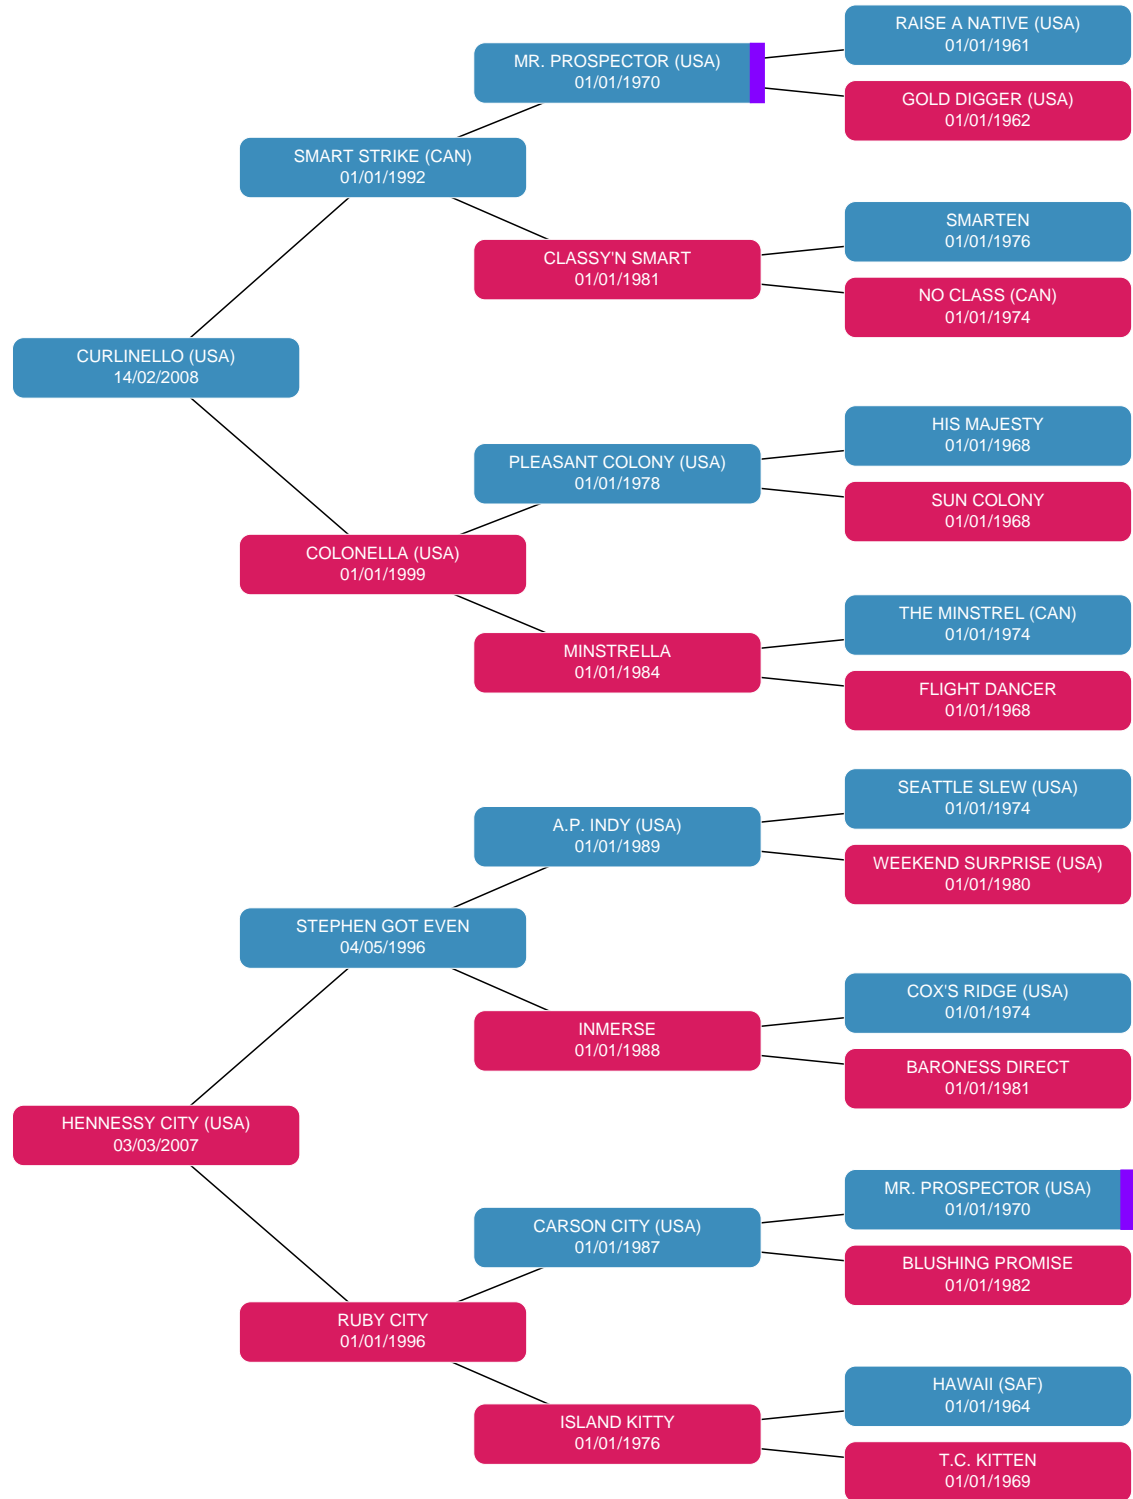 RAISE A NATIVE (USA)
01/01/1961
MR. PROSPECTOR (USA)
01/01/1970
GOLD DIGGER (USA)
01/01/1962
SMART STRIKE (CAN)
01/01/1992
SMARTEN
01/01/1976
CLASSY'N SMART
01/01/1981
NO CLASS (CAN)
01/01/1974
CURLINELLO (USA)
14/02/2008
HIS MAJESTY
01/01/1968
PLEASANT COLONY (USA)
01/01/1978
SUN COLONY
01/01/1968
COLONELLA (USA)
01/01/1999
THE MINSTREL (CAN)
01/01/1974
MINSTRELLA
01/01/1984
FLIGHT DANCER
01/01/1968
SEATTLE SLEW (USA)
01/01/1974
A.P. INDY (USA)
01/01/1989
WEEKEND SURPRISE (USA)
01/01/1980
STEPHEN GOT EVEN
04/05/1996
COX'S RIDGE (USA)
01/01/1974
INMERSE
01/01/1988
BARONESS DIRECT
01/01/1981
HENNESSY CITY (USA)
03/03/2007
MR. PROSPECTOR (USA)
01/01/1970
CARSON CITY (USA)
01/01/1987
BLUSHING PROMISE
01/01/1982
RUBY CITY
01/01/1996
HAWAII (SAF)
01/01/1964
ISLAND KITTY
01/01/1976
T.C. KITTEN
01/01/1969